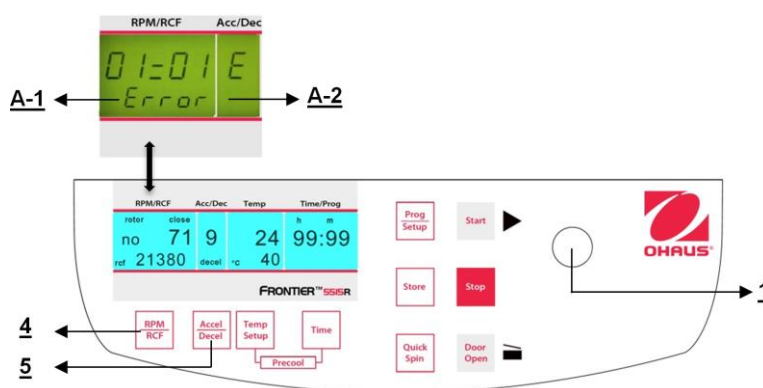 RPM/RCF Acc/Dec
01=01 E
Error
A-1
A-2
RPM/RCF Acc/Dec Temp Time/Prog
rotor close h m
no 71 9 24 99:99
rcf 21380 decel °C 40
FRONTIER™ 5515R
Prog
Setup
Start
OHAUS®
Store
Stop
4
RPM
RCF
Accel
Decel
Temp
Setup
Time
Precool
5
Quick
Spin
Door
Open